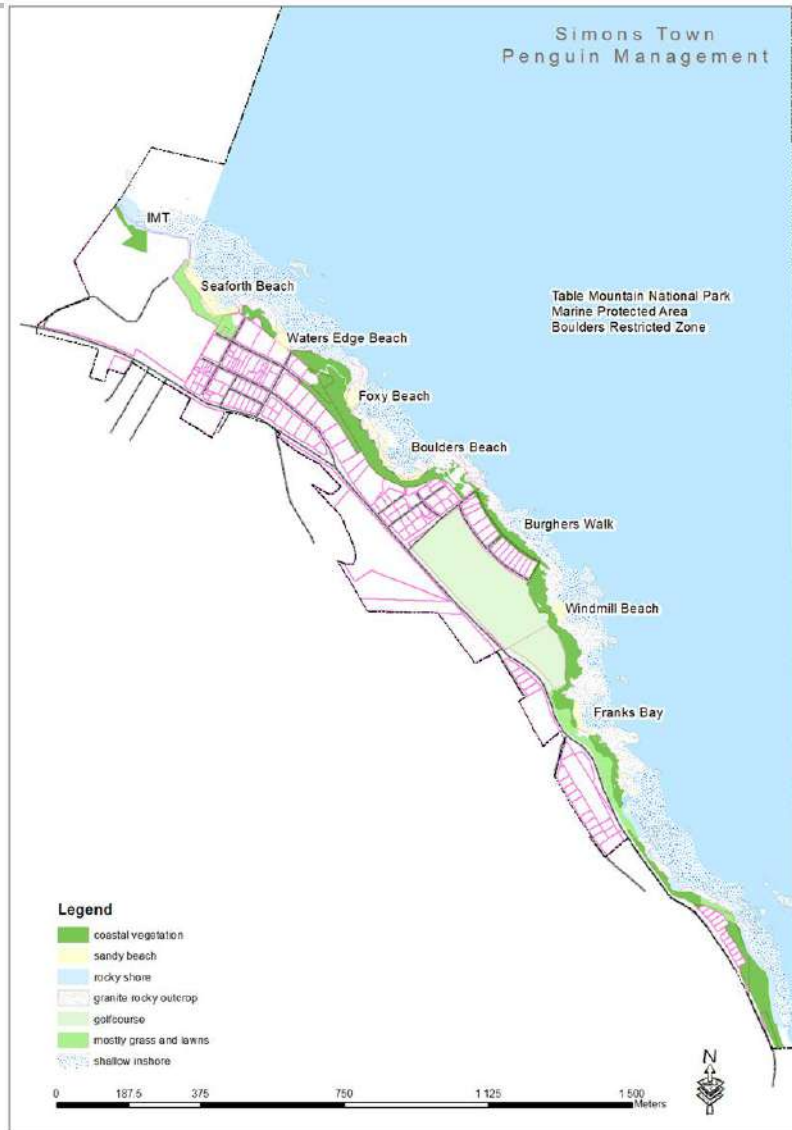 Simons Town
Penguin Management
IMT
Seaforth Beach
Table Mountain National Park
Marine Protected Area
Boulders Restricted Zone
Waters Edge Beach
Foxy Beach
Boulders Beach
Burghers Walk
Windmill Beach
Franks Bay
Legend
coastal vegetation
sandy beach
rocky shore
granite rocky outcrop
golfcourse
mostly grass and lawns
shallow inshore
N
0 187.5 375 750 1 125 1 500
Meters